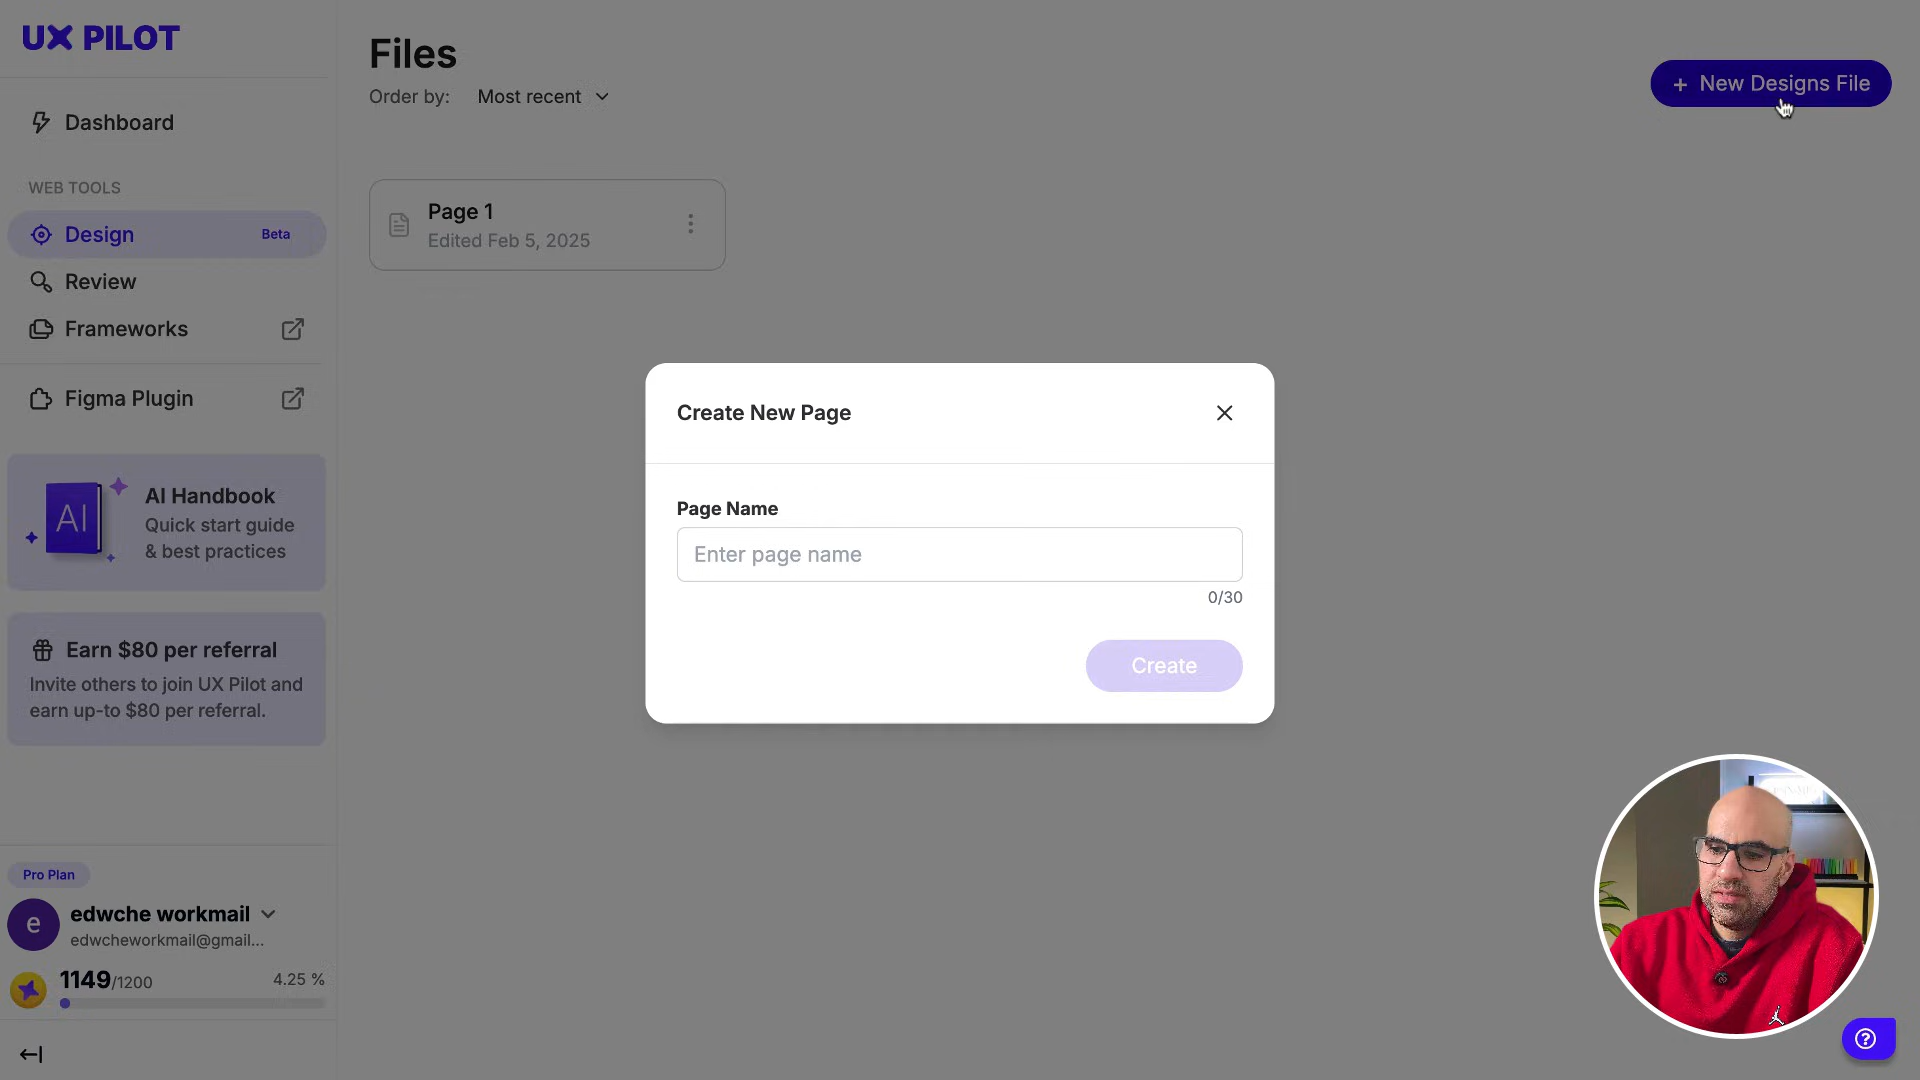 UX PILOT
Dashboard
WEB TOOLS
Design
Beta
Review
Frameworks
Figma Plugin
AI
AI Handbook
Quick start guide
& best practices
Earn $80 per referral
Invite others to join UX Pilot and
earn up-to $80 per referral.
Pro Plan
e
edwche workmail
edwcheworkmail@gmail...
1149/1200
4.25 %
Files
Order by: Most recent
+ New Designs File
Page 1
Edited Feb 5, 2025
Create New Page
Page Name
Enter page name
0/30
Create